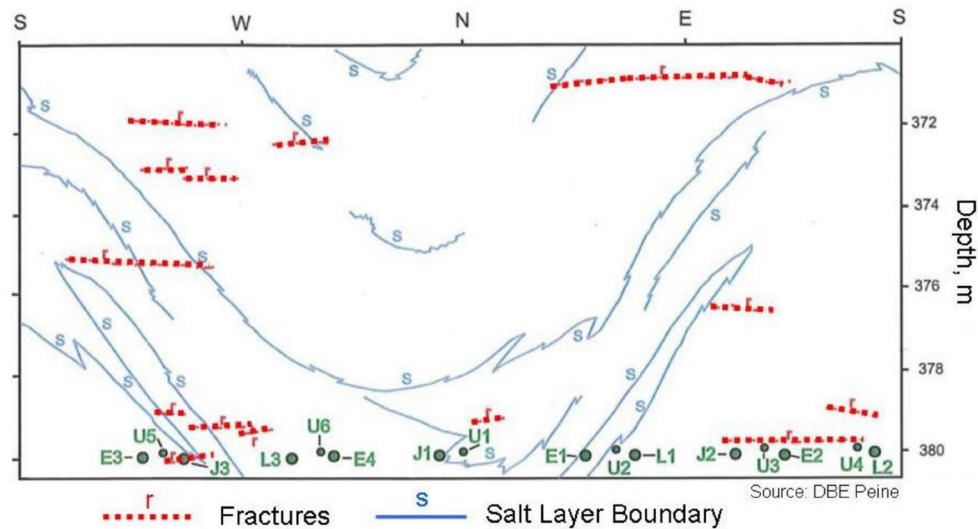 S W N E S
S
S
r
S
S
r
S
372
r
r
r
374
S
S
S
r
S
Depth, m
376
r
S
S
S
378
S
S
S
S
S
r
r
r
r
r
r
U5 U6 U1
S
r
380
E3 J3 L3 E4 J1 E1 U2 L1 J2 U3 E2 U4 L2
Source: DBE Peine
r Fractures
S Salt Layer Boundary